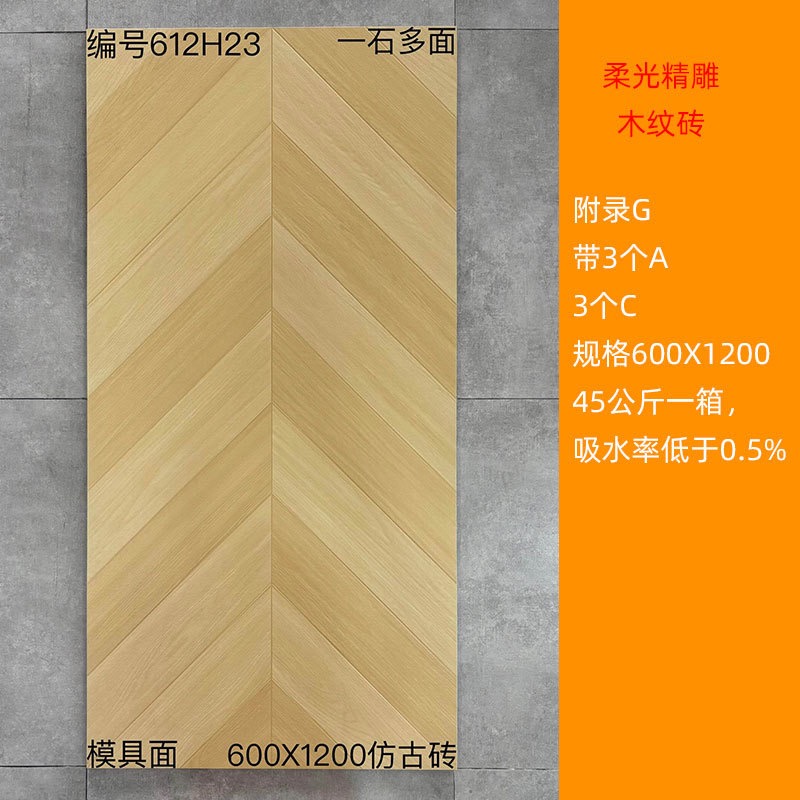 编号612H23
一石多面
模具面
600X1200仿古砖
柔光精雕
木纹砖
附录G
带3个A
3个C
规格600X1200
45公斤一箱，
吸水率低于0.5%